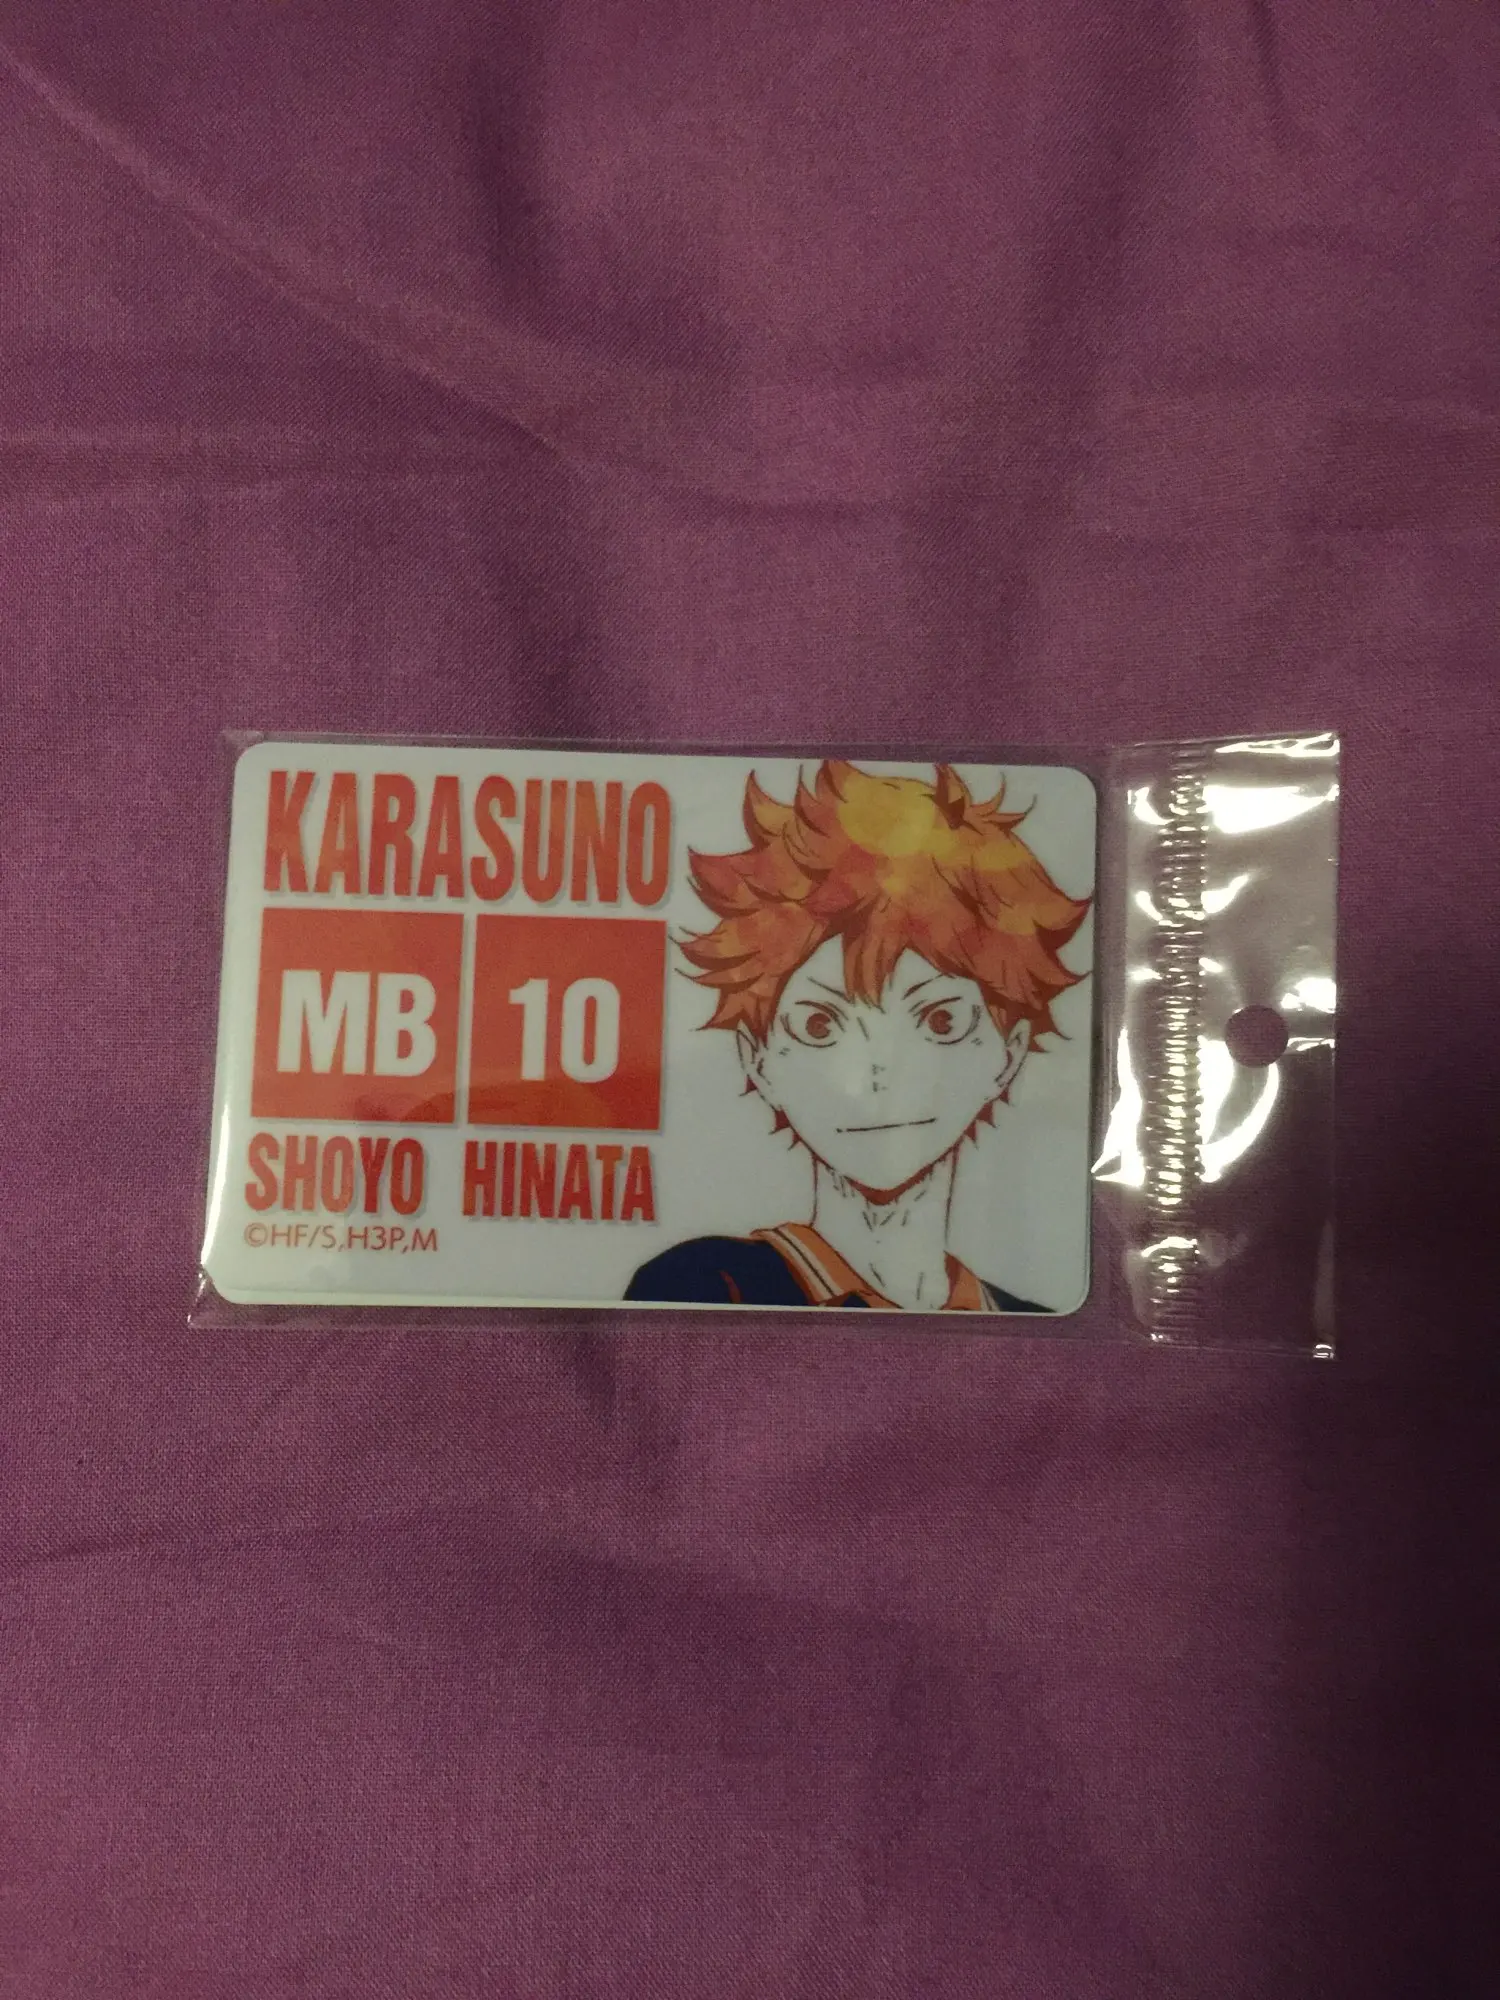 KARASUNO
MB 10
SHOYO HINATA
©HF/S,H3P,M